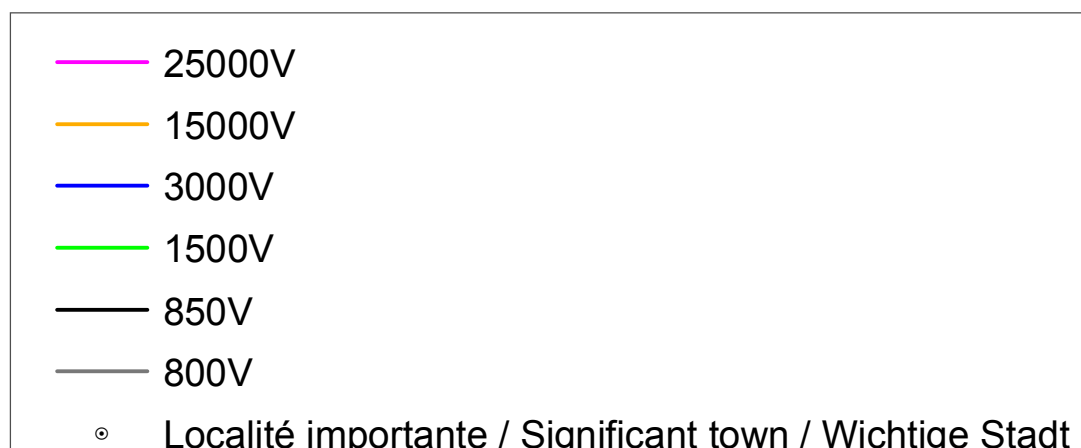 25000V
15000V
3000V
1500V
850V
800V
Localité importante / Significant town / Wichtige Stadt